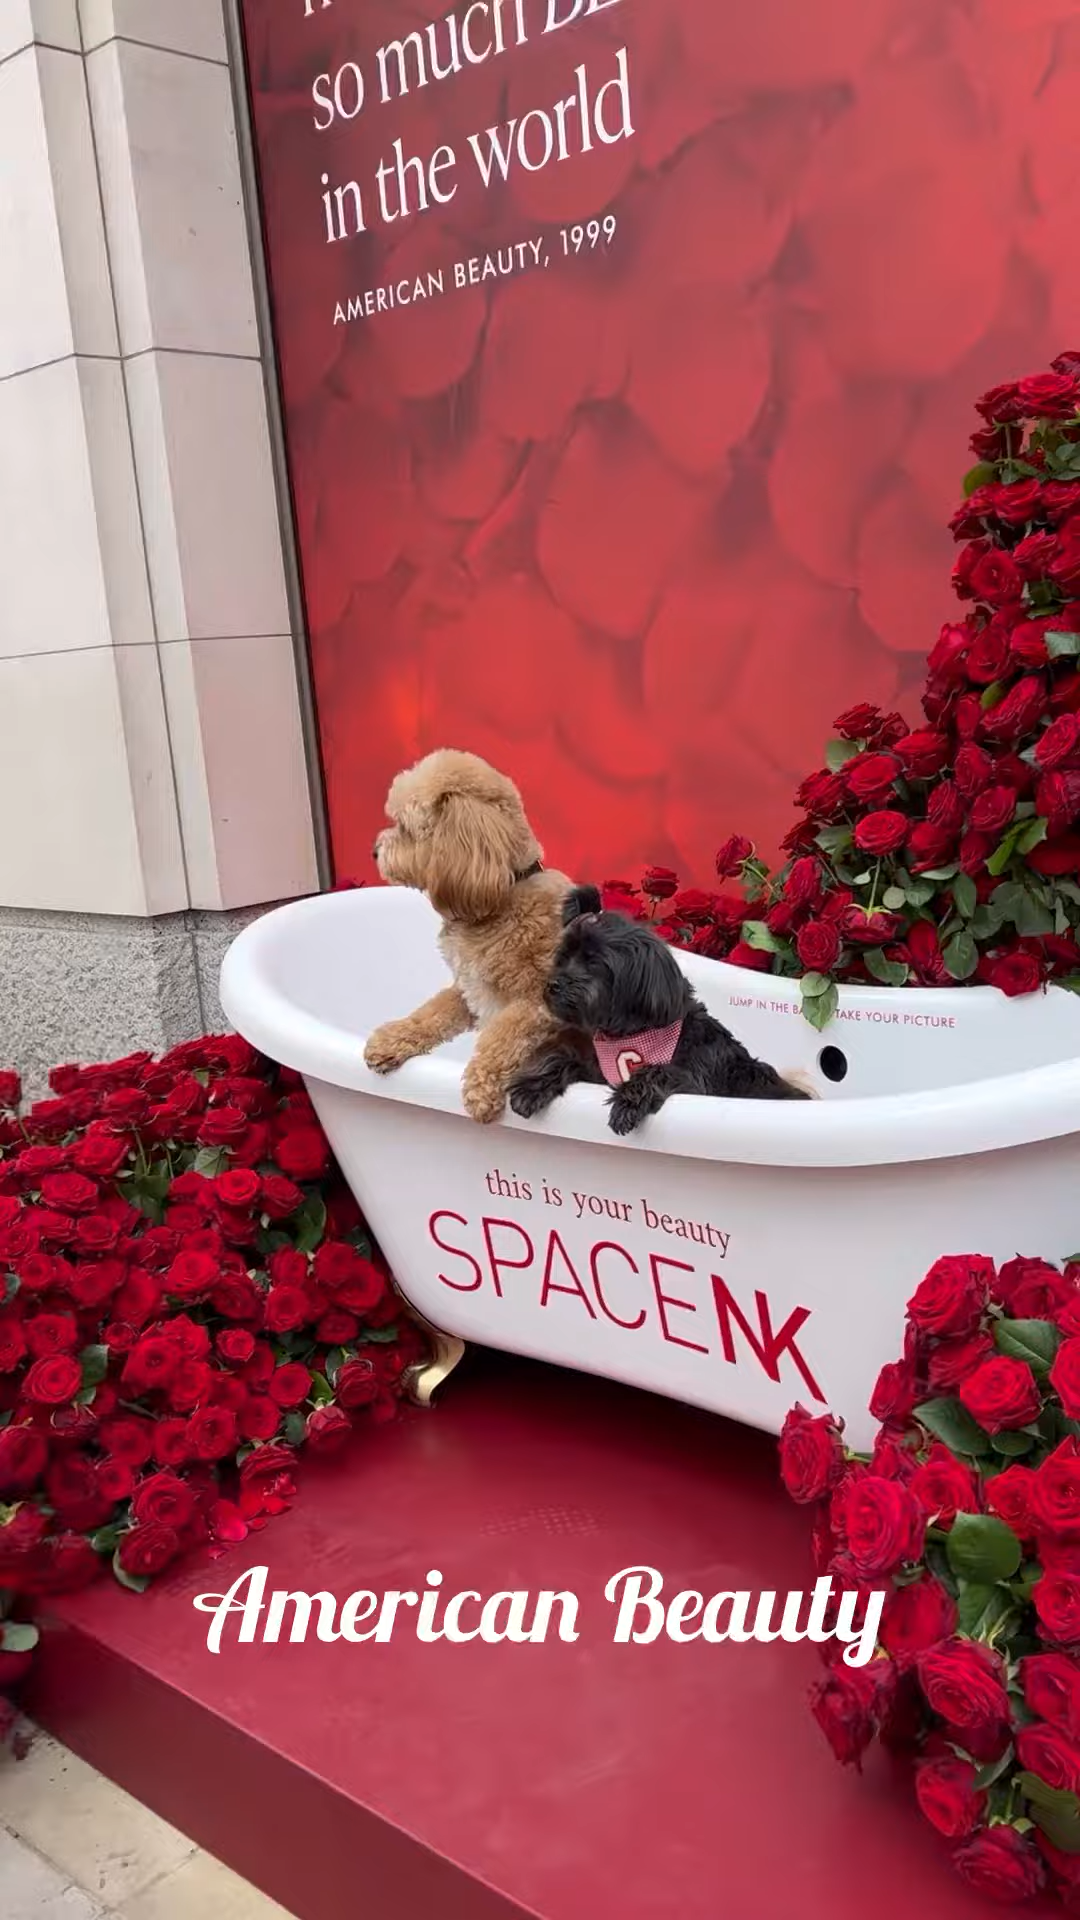 so much
in the world
AMERICAN BEAUTY, 1999
JUMP IN THE TAKE YOUR PICTURE
this is your beauty
SPACENK
C
American Beauty